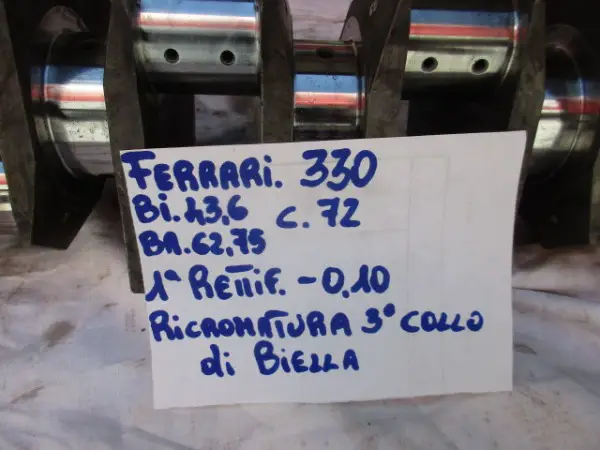 FERRARI. 330
Bi. 43,6 C. 72
BA. 62,75
1ª RETTIF. - 0,10
RICROMATURA 3° COLLO
di BIELLA